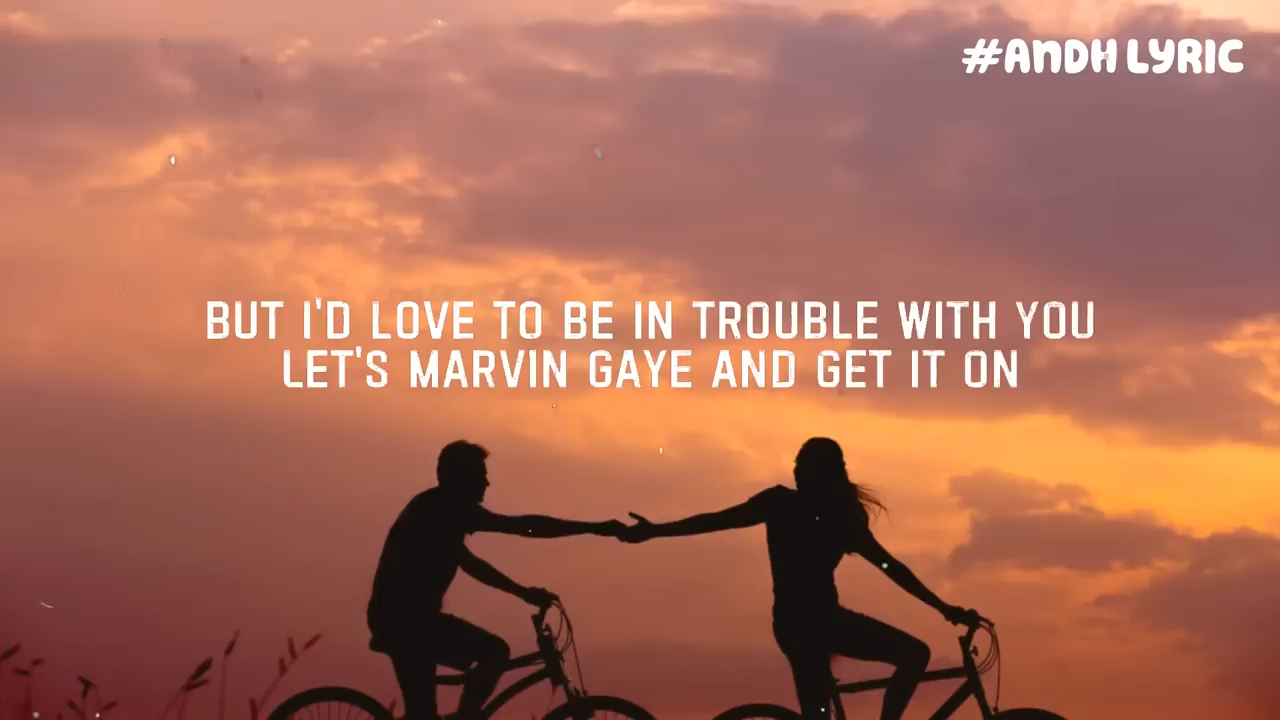 #ANDH LYRIC
BUT I'D LOVE TO BE IN TROUBLE WITH YOU
LET'S MARVIN GAYE AND GET IT ON